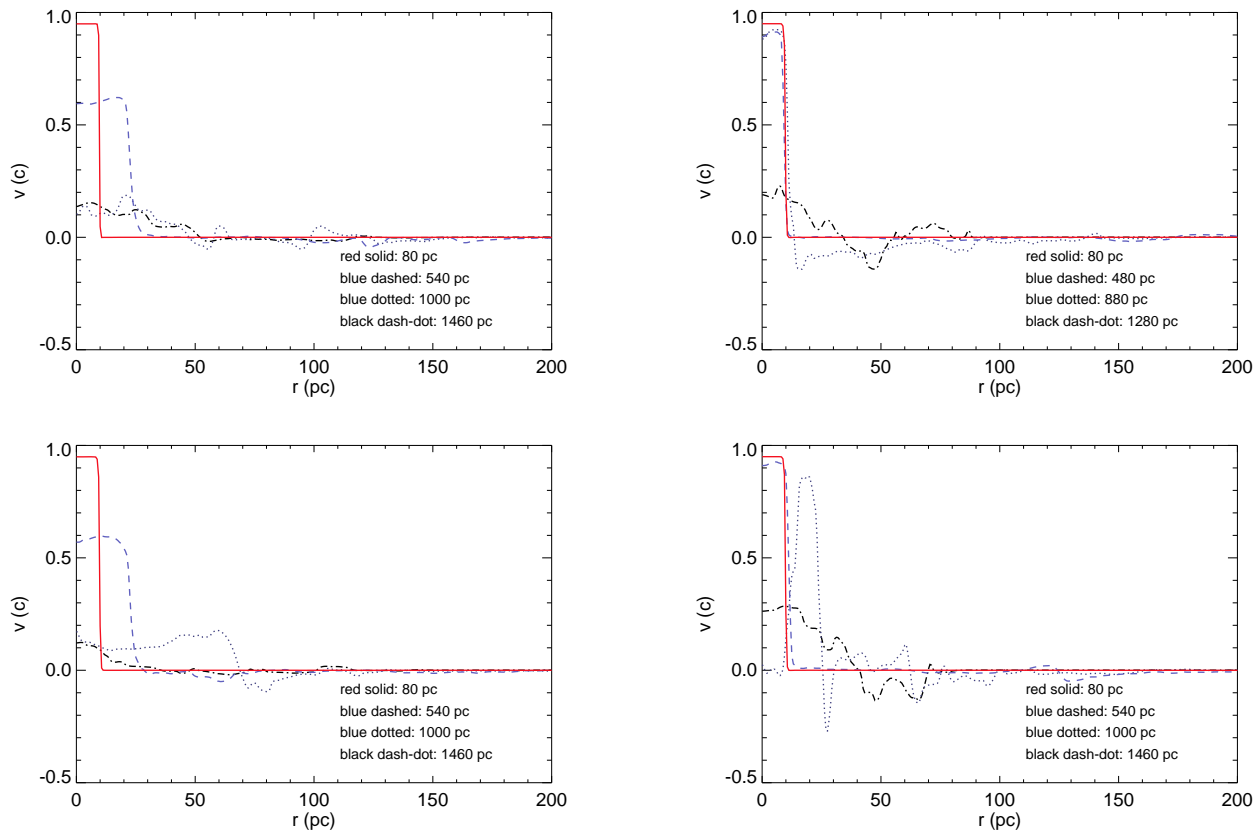 1.0
0.5
0.0
-0.5
v (c)
red solid: 80 pc
blue dashed: 540 pc
blue dotted: 1000 pc
black dash-dot: 1460 pc
0 50 100 150 200
r (pc)
1.0
0.5
0.0
-0.5
v (c)
red solid: 80 pc
blue dashed: 480 pc
blue dotted: 880 pc
black dash-dot: 1280 pc
0 50 100 150 200
r (pc)
1.0
0.5
0.0
-0.5
v (c)
red solid: 80 pc
blue dashed: 540 pc
blue dotted: 1000 pc
black dash-dot: 1460 pc
0 50 100 150 200
r (pc)
1.0
0.5
0.0
-0.5
v (c)
red solid: 80 pc
blue dashed: 540 pc
blue dotted: 1000 pc
black dash-dot: 1460 pc
0 50 100 150 200
r (pc)